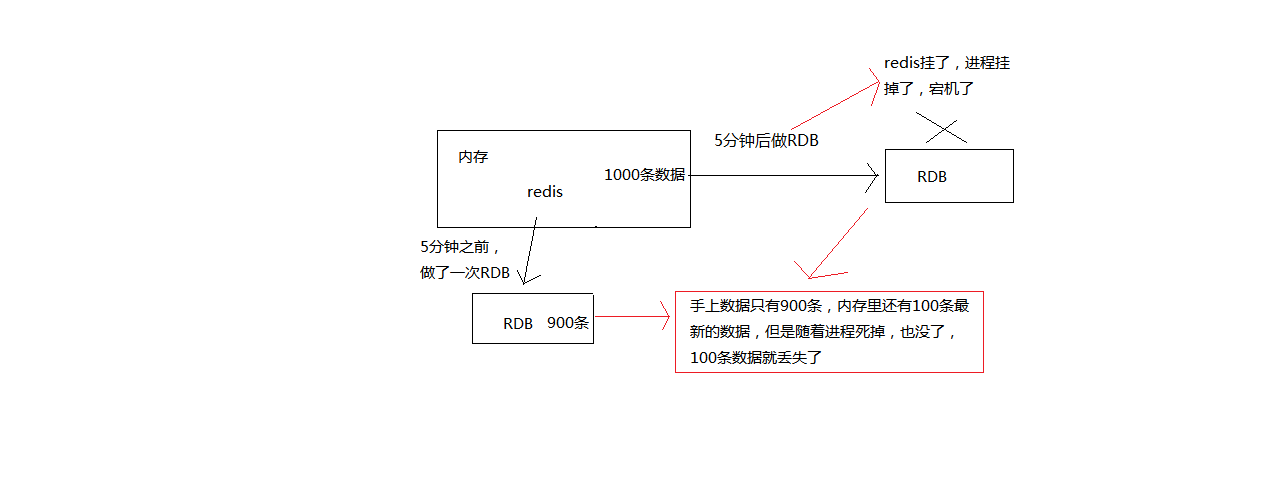 redis挂了，进程挂
掉了，宕机了
5分钟后做RDB
内存
1000条数据
redis
RDB
5分钟之前，
做了一次RDB
RDB 900条
手上数据只有900条，内存里还有100条最
新的数据，但是随着进程死掉，也没了，
100条数据就丢失了